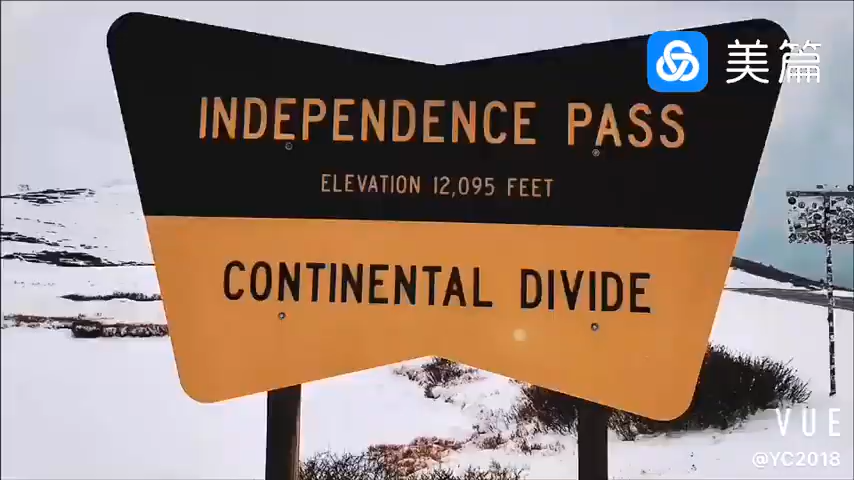 美篇
INDEPENDENCE PASS
ELEVATION 12,095 FEET
CONTINENTAL DIVIDE
VUE
@YC2018